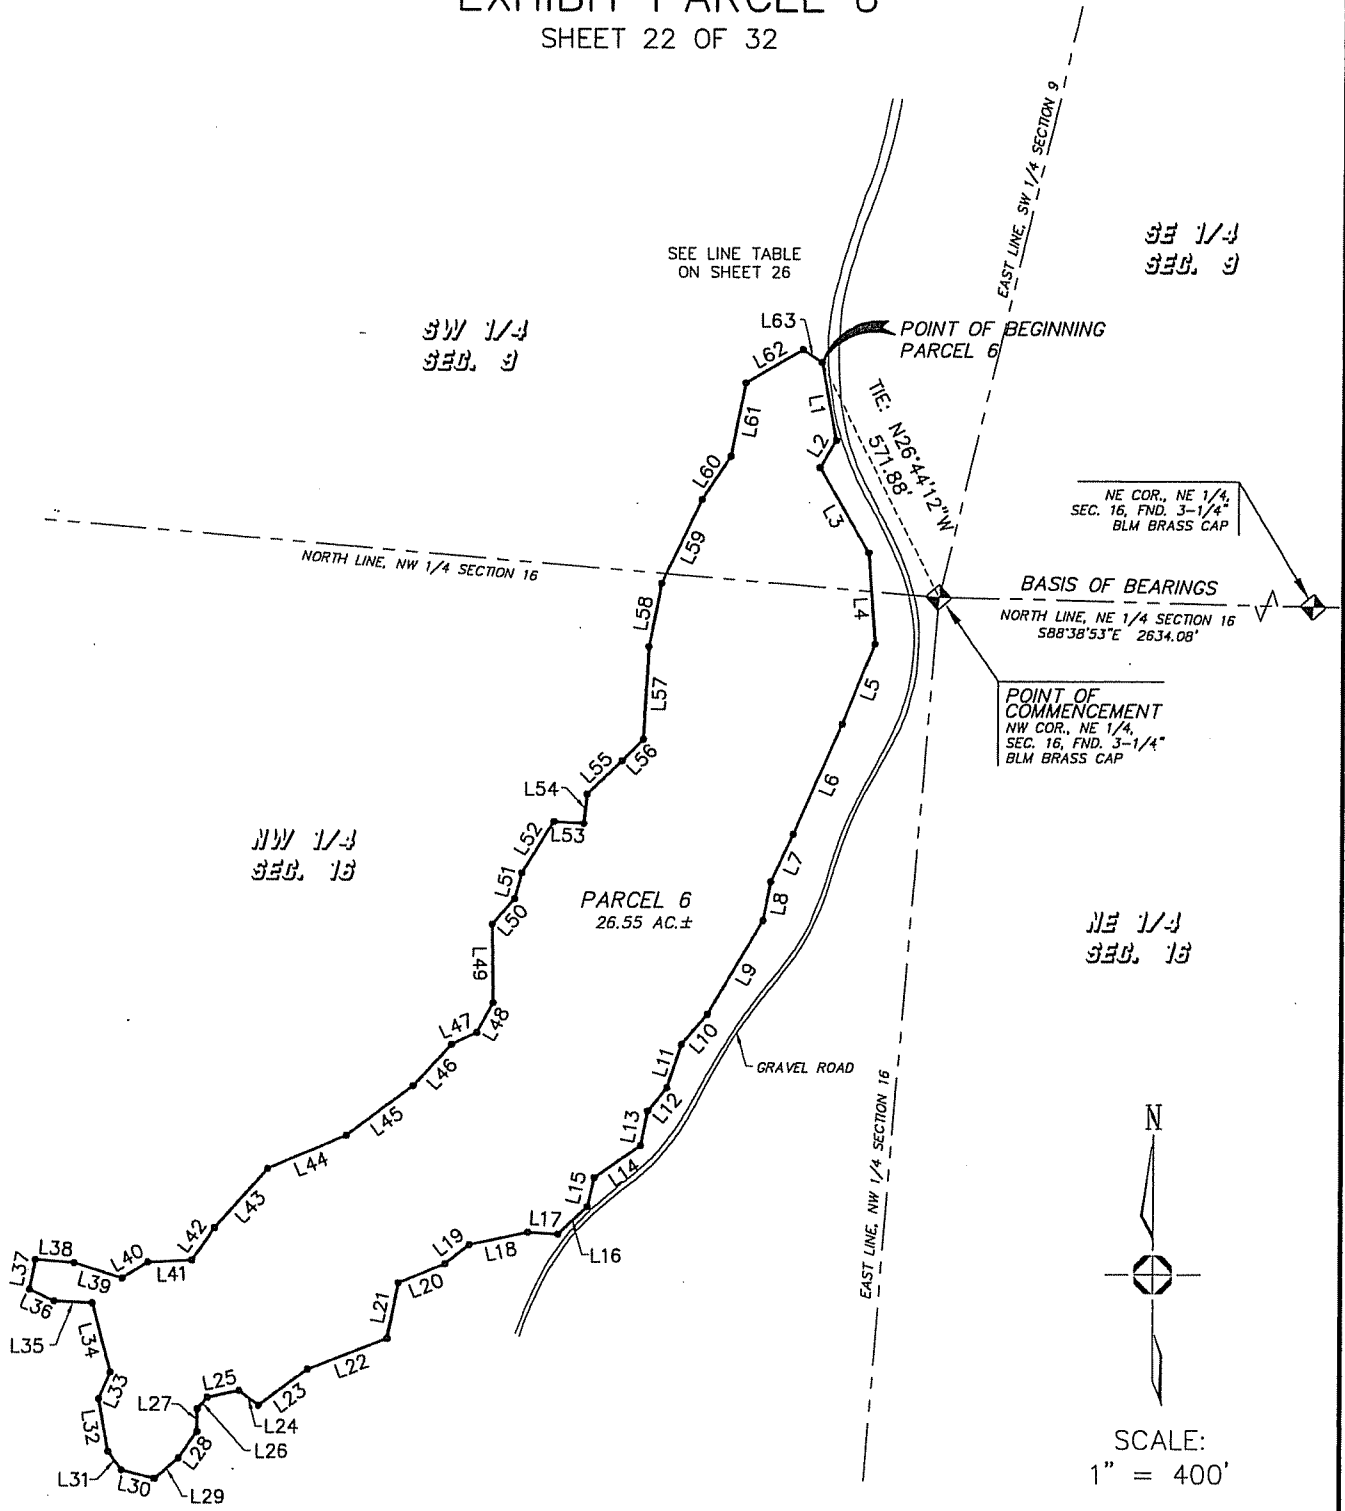 EXHIBIT PARCEL 6
SHEET 22 OF 32
EAST LINE, SW 1/4 SECTION 9
SE 1/4
SEC. 9
SEE LINE TABLE
ON SHEET 26
SW 1/4
SEC. 9
L63
POINT OF BEGINNING
PARCEL 6
L62
L61
L1
L2
TIE: N26°44'12"W
571.88'
L60
L3
NE COR., NE 1/4,
SEC. 16, FND. 3-1/4"
BLM BRASS CAP
L59
NORTH LINE, NW 1/4 SECTION 16
BASIS OF BEARINGS
NORTH LINE, NE 1/4 SECTION 16
S88°38'53"E 2634.08'
L58
L4
L57
L5
POINT OF
COMMENCEMENT
NW COR., NE 1/4,
SEC. 16, FND. 3-1/4"
BLM BRASS CAP
L56
L55
L54
L6
L53
L52
NW 1/4
SEC. 16
L7
L51
L8
L50
PARCEL 6
26.55 AC.±
NE 1/4
SEC. 16
L49
L9
L48
L47
L10
L46
L11
GRAVEL ROAD
L12
L45
L13
L44
L14
EAST LINE, NW 1/4 SECTION 16
N
L15
L43
L42
L17
L16
L18
L19
L41
L40
L38
L39
L37
L20
L36
L35
L21
L34
L22
L33
L25
L23
L27
L24
L26
L32
L28
L31
L30
L29
SCALE:
1" = 400'